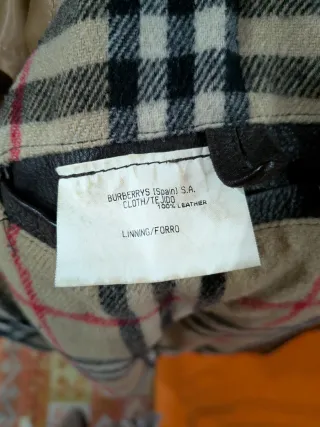 BURBERRYS (Spain) S.A.
CLOTH/TEJIDO
100% LEATHER
LINNING/FORRO